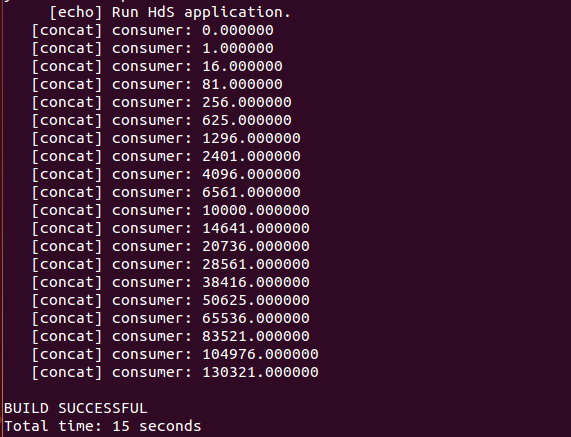 [echo] Run HdS application.
[concat] consumer: 0.000000
[concat] consumer: 1.000000
[concat] consumer: 16.000000
[concat] consumer: 81.000000
[concat] consumer: 256.000000
[concat] consumer: 625.000000
[concat] consumer: 1296.000000
[concat] consumer: 2401.000000
[concat] consumer: 4096.000000
[concat] consumer: 6561.000000
[concat] consumer: 10000.000000
[concat] consumer: 14641.000000
[concat] consumer: 20736.000000
[concat] consumer: 28561.000000
[concat] consumer: 38416.000000
[concat] consumer: 50625.000000
[concat] consumer: 65536.000000
[concat] consumer: 83521.000000
[concat] consumer: 104976.000000
[concat] consumer: 130321.000000
BUILD SUCCESSFUL
Total time: 15 seconds